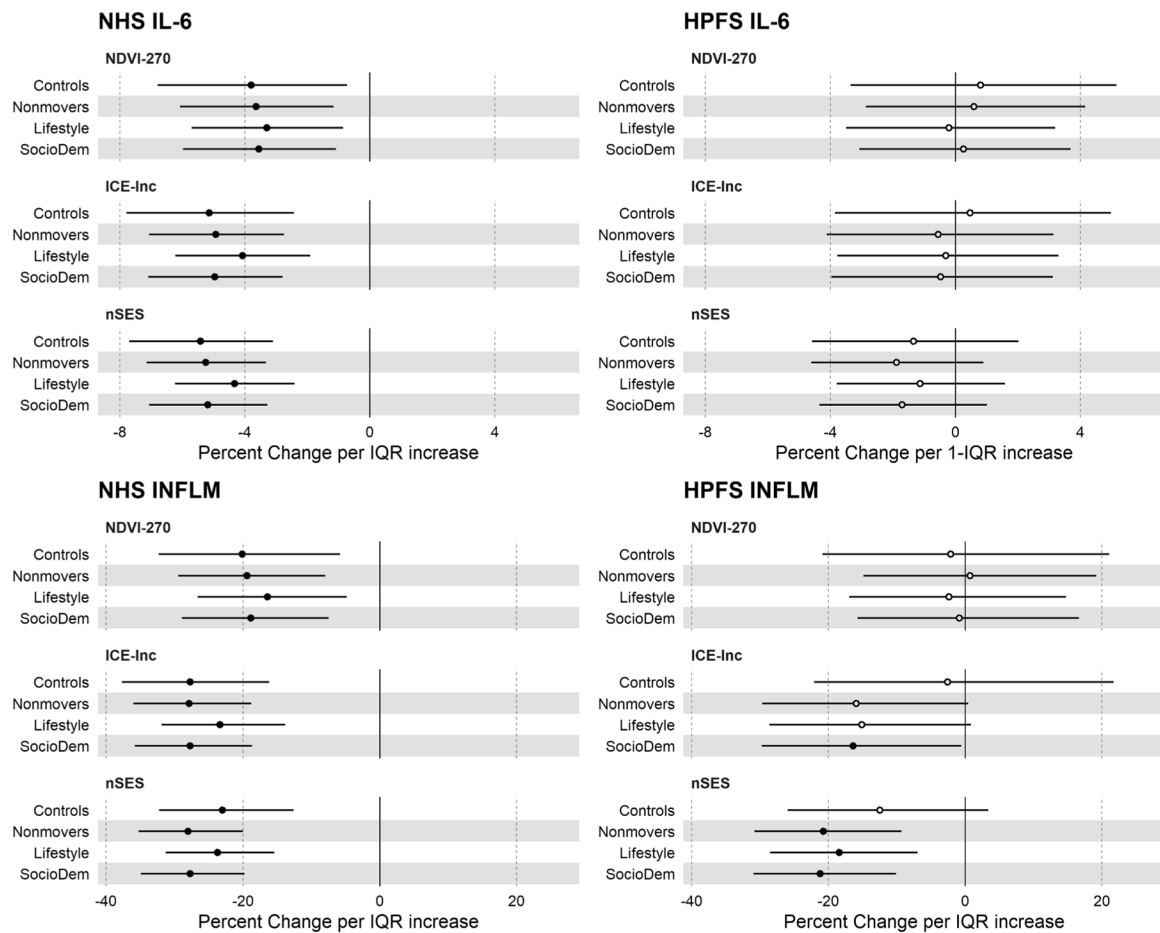 NHS IL-6
NDVI-270
Controls
Nonmovers
Lifestyle
SocioDem
ICE-Inc
Controls
Nonmovers
Lifestyle
SocioDem
nSES
Controls
Nonmovers
Lifestyle
SocioDem
-8 -4 0 4
Percent Change per IQR increase
HPFS IL-6
NDVI-270
Controls
Nonmovers
Lifestyle
SocioDem
ICE-Inc
Controls
Nonmovers
Lifestyle
SocioDem
nSES
Controls
Nonmovers
Lifestyle
SocioDem
-8 -4 0 4
Percent Change per 1-IQR increase
NHS INFLM
NDVI-270
Controls
Nonmovers
Lifestyle
SocioDem
ICE-Inc
Controls
Nonmovers
Lifestyle
SocioDem
nSES
Controls
Nonmovers
Lifestyle
SocioDem
-40 -20 0 20
Percent Change per IQR increase
HPFS INFLM
NDVI-270
Controls
Nonmovers
Lifestyle
SocioDem
ICE-Inc
Controls
Nonmovers
Lifestyle
SocioDem
nSES
Controls
Nonmovers
Lifestyle
SocioDem
-40 -20 0 20
Percent Change per IQR increase